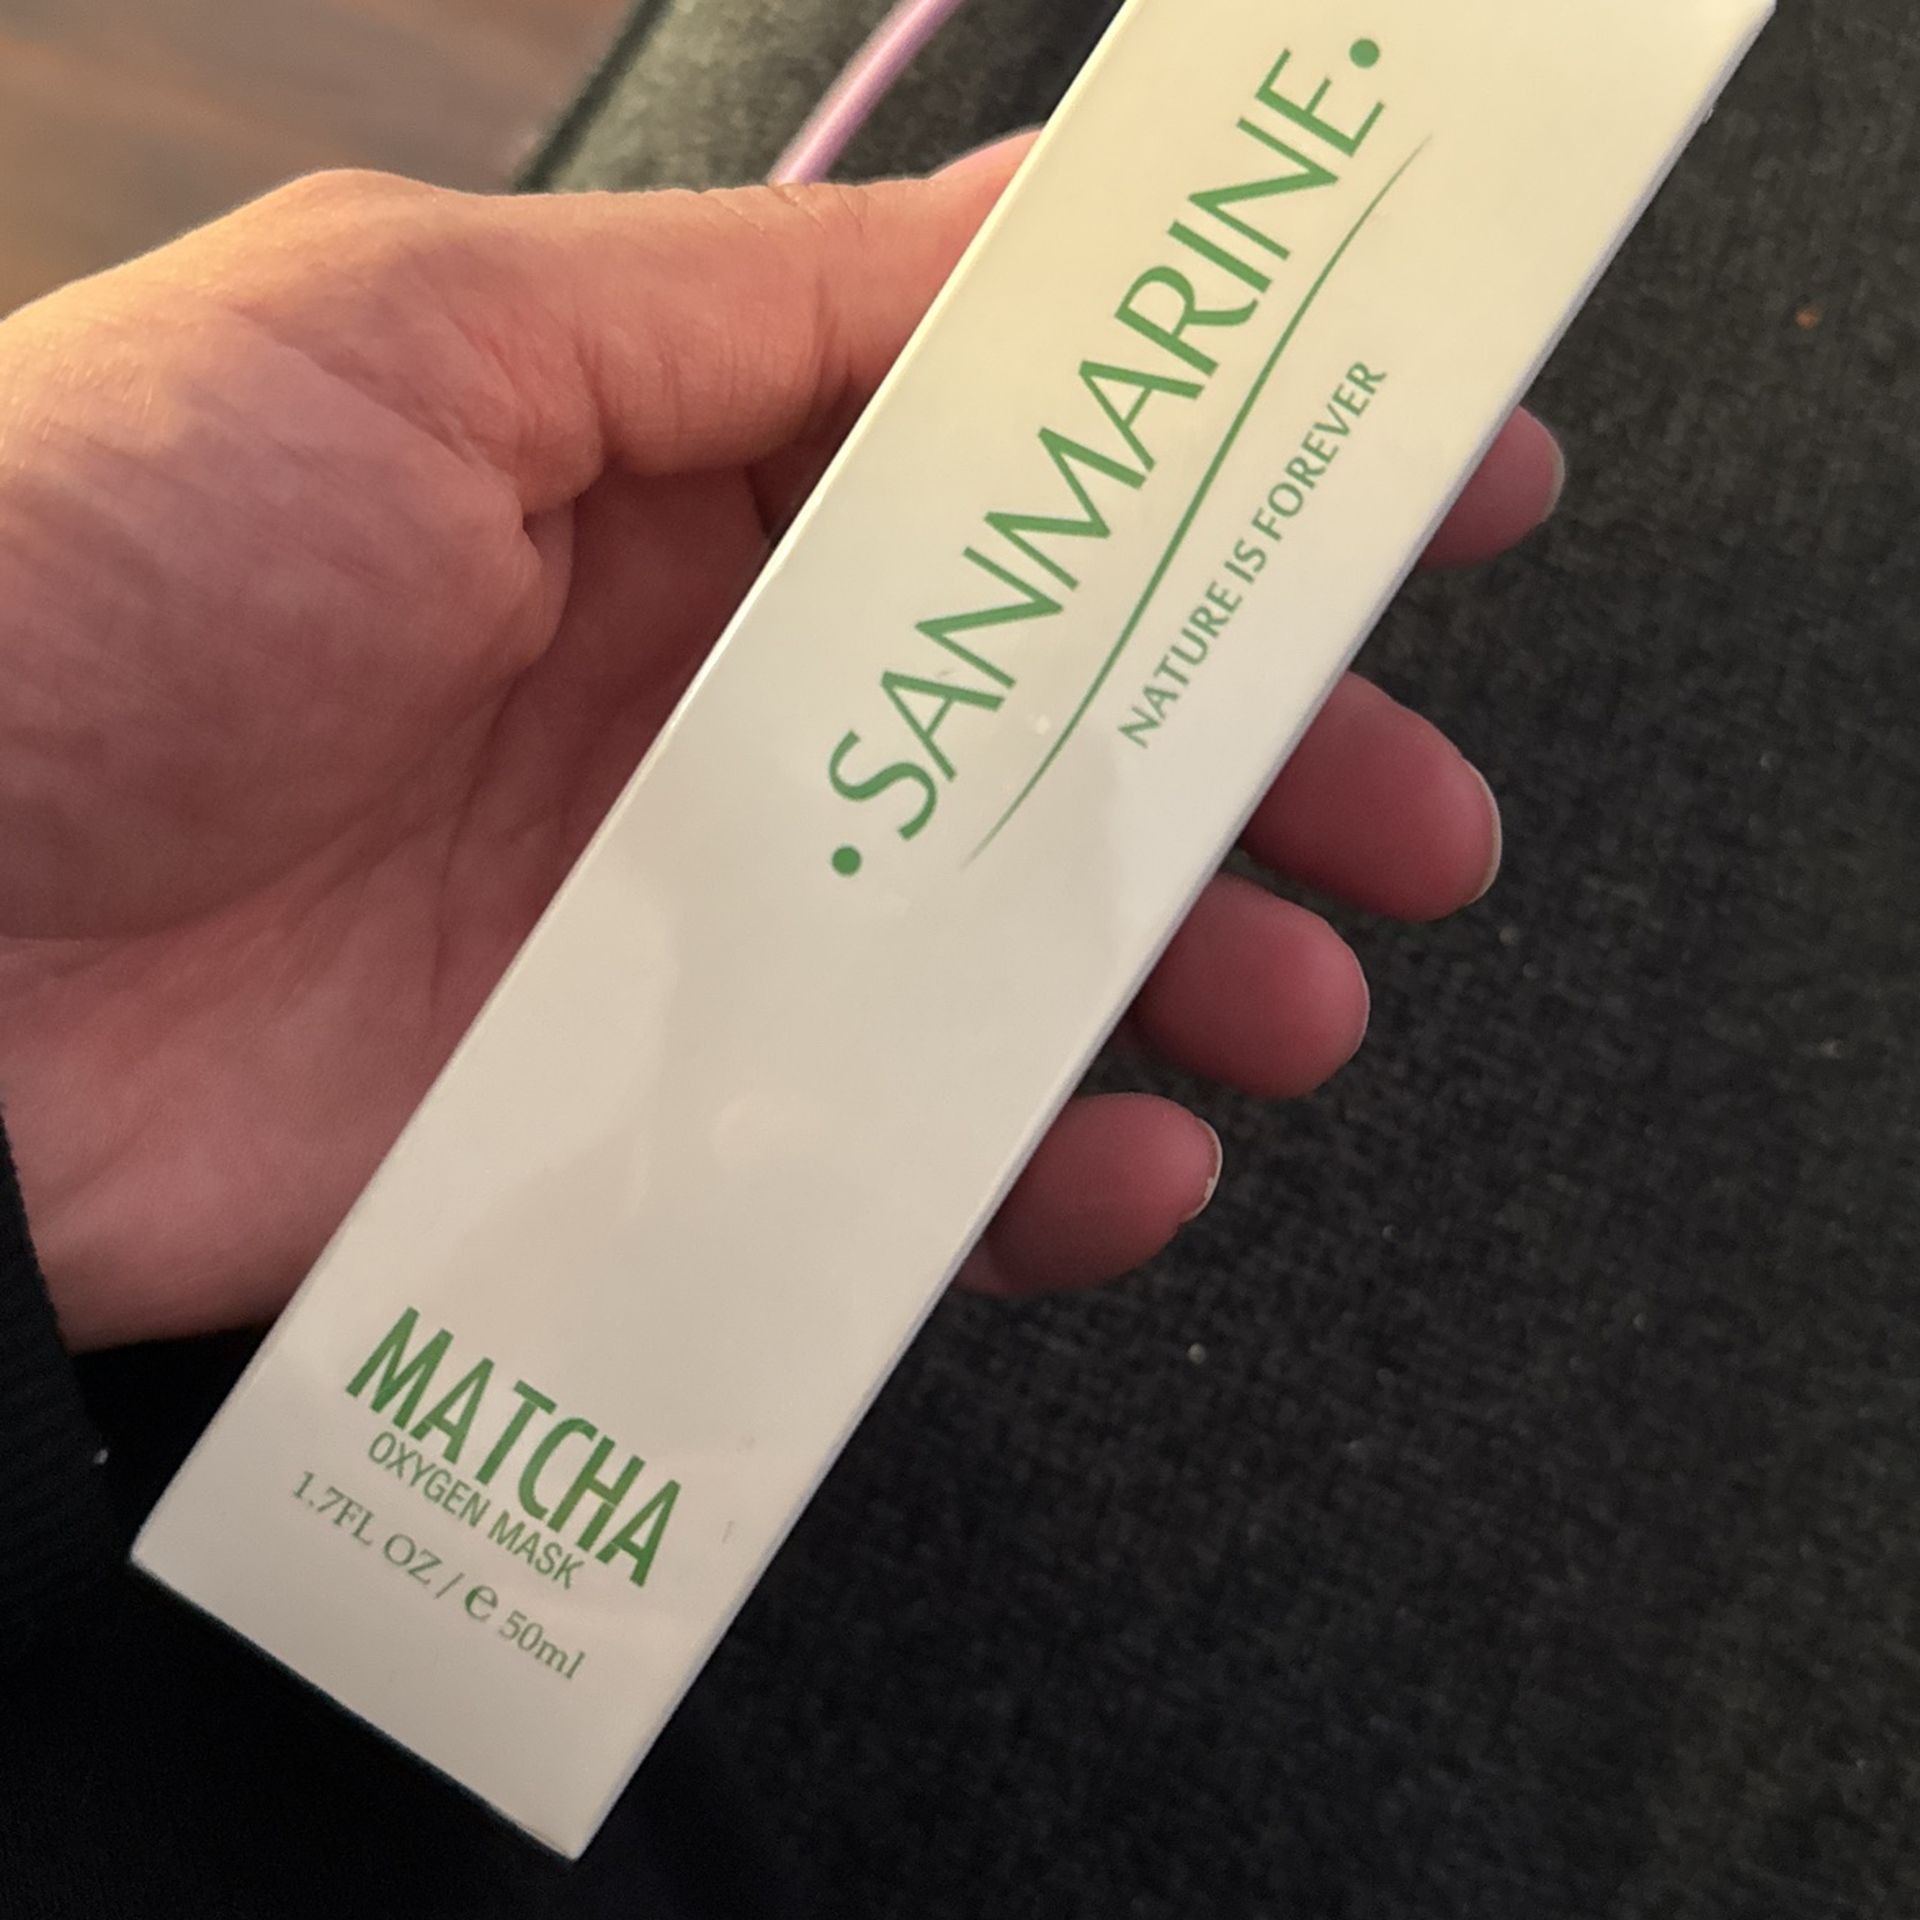 •SANMARINE•
NATURE IS FOREVER
MATCHA
OXYGEN MASK
1.7FL OZ / e 50ml